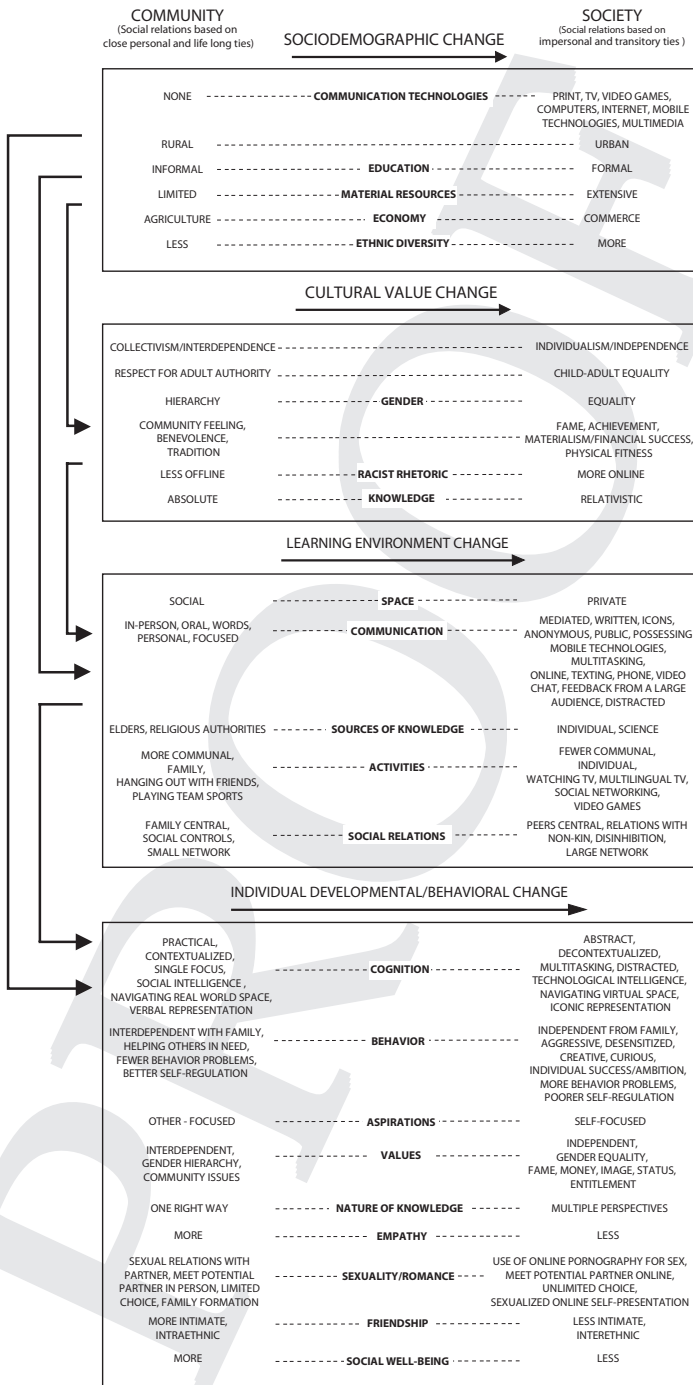 COMMUNITY
(Social relations based on
close personal and life long ties)
SOCIODEMOGRAPHIC CHANGE
SOCIETY
(Social relations based on
impersonal and transitory ties )
NONE
COMMUNICATION TECHNOLOGIES
PRINT, TV, VIDEO GAMES,
COMPUTERS, INTERNET, MOBILE
TECHNOLOGIES, MULTIMEDIA
RURAL
URBAN
INFORMAL
EDUCATION
FORMAL
LIMITED
MATERIAL RESOURCES
EXTENSIVE
AGRICULTURE
ECONOMY
COMMERCE
LESS
ETHNIC DIVERSITY
MORE
CULTURAL VALUE CHANGE
COLLECTIVISM/INTERDEPENDENCE
INDIVIDUALISM/INDEPENDENCE
RESPECT FOR ADULT AUTHORITY
CHILD-ADULT EQUALITY
HIERARCHY
GENDER
EQUALITY
COMMUNITY FEELING,
BENEVOLENCE,
TRADITION
FAME, ACHIEVEMENT,
MATERIALISM/FINANCIAL SUCCESS,
PHYSICAL FITNESS
LESS OFFLINE
RACIST RHETORIC
MORE ONLINE
ABSOLUTE
KNOWLEDGE
RELATIVISTIC
LEARNING ENVIRONMENT CHANGE
SOCIAL
SPACE
PRIVATE
IN-PERSON, ORAL, WORDS,
PERSONAL, FOCUSED
COMMUNICATION
MEDIATED, WRITTEN, ICONS,
ANONYMOUS, PUBLIC, POSSESSING
MOBILE TECHNOLOGIES,
MULTITASKING,
ONLINE, TEXTING, PHONE, VIDEO
CHAT, FEEDBACK FROM A LARGE
AUDIENCE, DISTRACTED
ELDERS, RELIGIOUS AUTHORITIES
SOURCES OF KNOWLEDGE
INDIVIDUAL, SCIENCE
MORE COMMUNAL,
FAMILY,
HANGING OUT WITH FRIENDS,
PLAYING TEAM SPORTS
ACTIVITIES
FEWER COMMUNAL,
INDIVIDUAL,
WATCHING TV, MULTILINGUAL TV,
SOCIAL NETWORKING,
VIDEO GAMES
FAMILY CENTRAL,
SOCIAL CONTROLS,
SMALL NETWORK
SOCIAL RELATIONS
PEERS CENTRAL, RELATIONS WITH
NON-KIN, DISINHIBITION,
LARGE NETWORK
INDIVIDUAL DEVELOPMENTAL/BEHAVIORAL CHANGE
PRACTICAL,
CONTEXTUALIZED,
SINGLE FOCUS,
SOCIAL INTELLIGENCE ,
NAVIGATING REAL WORLD SPACE,
VERBAL REPRESENTATION
COGNITION
ABSTRACT,
DECONTEXTUALIZED,
MULTITASKING, DISTRACTED,
TECHNOLOGICAL INTELLIGENCE,
NAVIGATING VIRTUAL SPACE,
ICONIC REPRESENTATION
INTERDEPENDENT WITH FAMILY,
HELPING OTHERS IN NEED,
FEWER BEHAVIOR PROBLEMS,
BETTER SELF-REGULATION
BEHAVIOR
INDEPENDENT FROM FAMILY,
AGGRESSIVE, DESENSITIZED,
CREATIVE, CURIOUS,
INDIVIDUAL SUCCESS/AMBITION,
MORE BEHAVIOR PROBLEMS,
POORER SELF-REGULATION
OTHER - FOCUSED
ASPIRATIONS
SELF-FOCUSED
INTERDEPENDENT,
GENDER HIERARCHY,
COMMUNITY ISSUES
VALUES
INDEPENDENT,
GENDER EQUALITY,
FAME, MONEY, IMAGE, STATUS,
ENTITLEMENT
ONE RIGHT WAY
NATURE OF KNOWLEDGE
MULTIPLE PERSPECTIVES
MORE
EMPATHY
LESS
SEXUAL RELATIONS WITH
PARTNER, MEET POTENTIAL
PARTNER IN PERSON, LIMITED
CHOICE, FAMILY FORMATION
SEXUALITY/ROMANCE
USE OF ONLINE PORNOGRAPHY FOR SEX,
MEET POTENTIAL PARTNER ONLINE,
UNLIMITED CHOICE,
SEXUALIZED ONLINE SELF-PRESENTATION
MORE INTIMATE,
INTRAETHNIC
FRIENDSHIP
LESS INTIMATE,
INTERETHNIC
MORE
SOCIAL WELL-BEING
LESS
PROOF